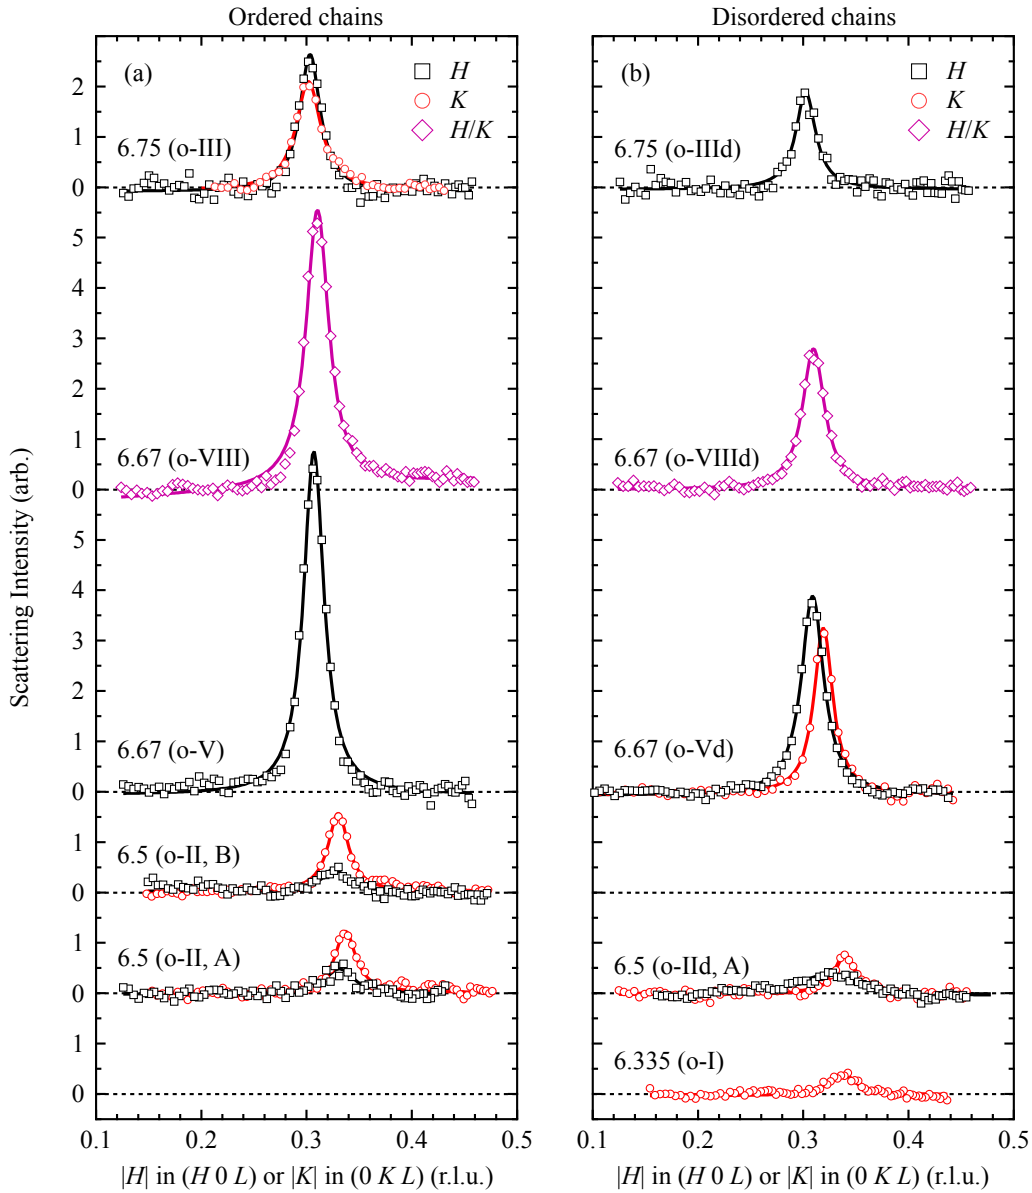 Ordered chains
Disordered chains
Scattering Intensity (arb.)
(a)
H
K
H/K
6.75 (o-III)
6.67 (o-VIII)
6.67 (o-V)
6.5 (o-II, B)
6.5 (o-II, A)
2
1
0
5
4
3
2
1
0
5
4
3
2
1
0
1
0
1
0
1
0
0.1 0.2 0.3 0.4 0.5
|H| in (H 0 L) or |K| in (0 K L) (r.l.u.)
(b)
H
K
H/K
6.75 (o-IIId)
6.67 (o-VIIId)
6.67 (o-Vd)
6.5 (o-IId, A)
6.335 (o-I)
0.1 0.2 0.3 0.4 0.5
|H| in (H 0 L) or |K| in (0 K L) (r.l.u.)